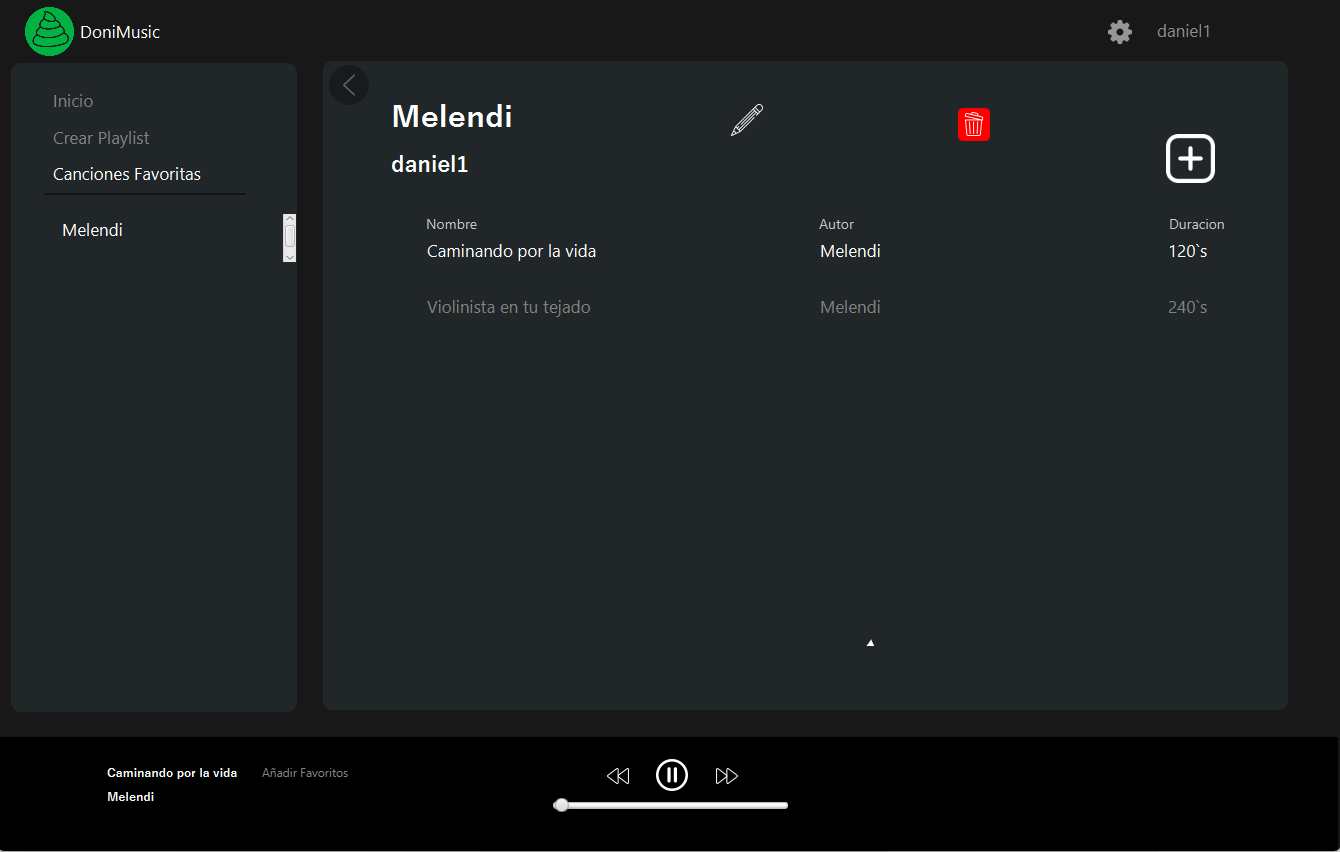 DoniMusic
daniel1
Inicio
Crear Playlist
Canciones Favoritas
Melendi
Melendi
daniel1
Nombre Autor Duracion
Caminando por la vida Melendi 120`s
Violinista en tu tejado Melendi 240`s
Caminando por la vida Añadir Favoritos
Melendi